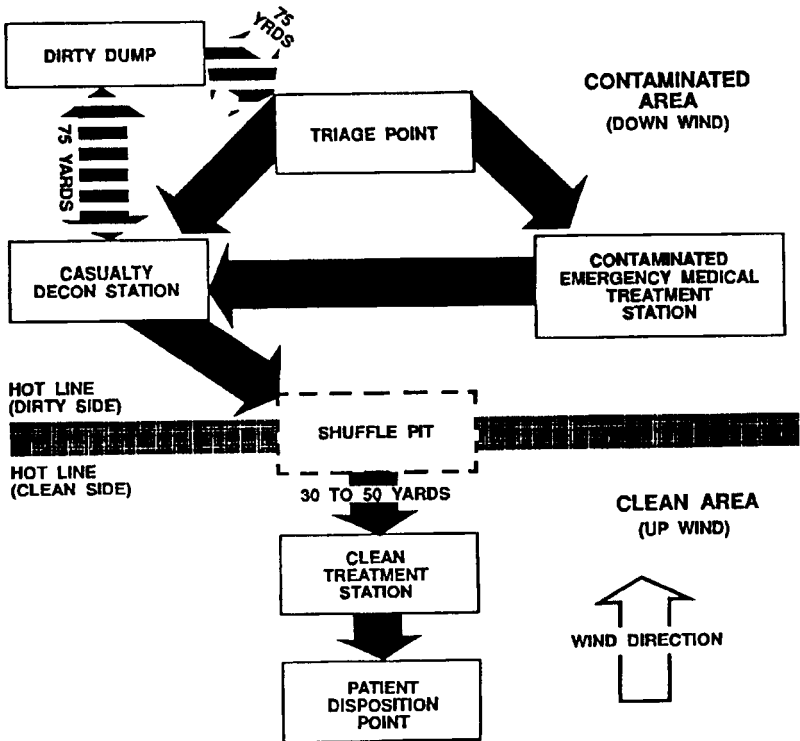 75
YRDS
DIRTY DUMP
CONTAMINATED
AREA
(DOWN WIND)
TRIAGE POINT
75 YARDS
CASUALTY
DECON STATION
CONTAMINATED
EMERGENCY MEDICAL
TREATMENT
STATION
HOT LINE
(DIRTY SIDE)
SHUFFLE PIT
HOT LINE
(CLEAN SIDE)
30 TO 50 YARDS
CLEAN AREA
(UP WIND)
CLEAN
TREATMENT
STATION
WIND DIRECTION
PATIENT
DISPOSITION
POINT